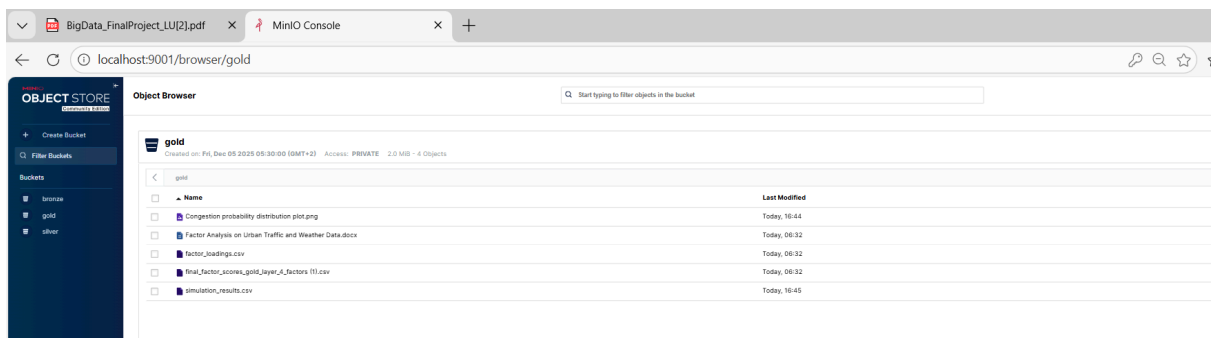 BigData_FinalProject_LU[2].pdf
MinIO Console
localhost:9001/browser/gold
OBJECT STORE
Community Edition
Object Browser
Start typing to filter objects in the bucket
Create Bucket
Filter Buckets
Buckets
bronze
gold
silver
gold
Created on: Fri, Dec 05 2025 05:30:00 (GMT+2) Access: PRIVATE 2.0 MiB - 4 Objects
gold
Name Last Modified
Congestion probability distribution plot.png Today, 16:44
Factor Analysis on Urban Traffic and Weather Data.docx Today, 06:32
factor_loadings.csv Today, 06:32
final_factor_scores_gold_layer_4_factors (1).csv Today, 06:32
simulation_results.csv Today, 16:45